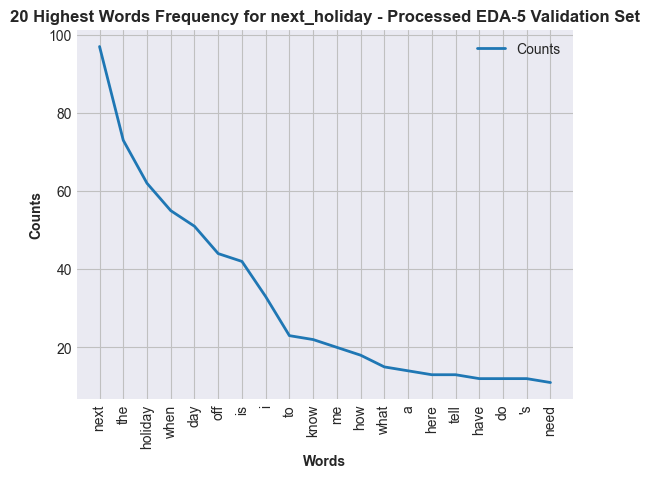 20 Highest Words Frequency for next_holiday - Processed EDA-5 Validation Set
Counts
100
80
60
40
20
Counts
next
the
holiday
when
day
off
is
i
to
know
me
how
what
a
here
tell
have
do
's
need
Words